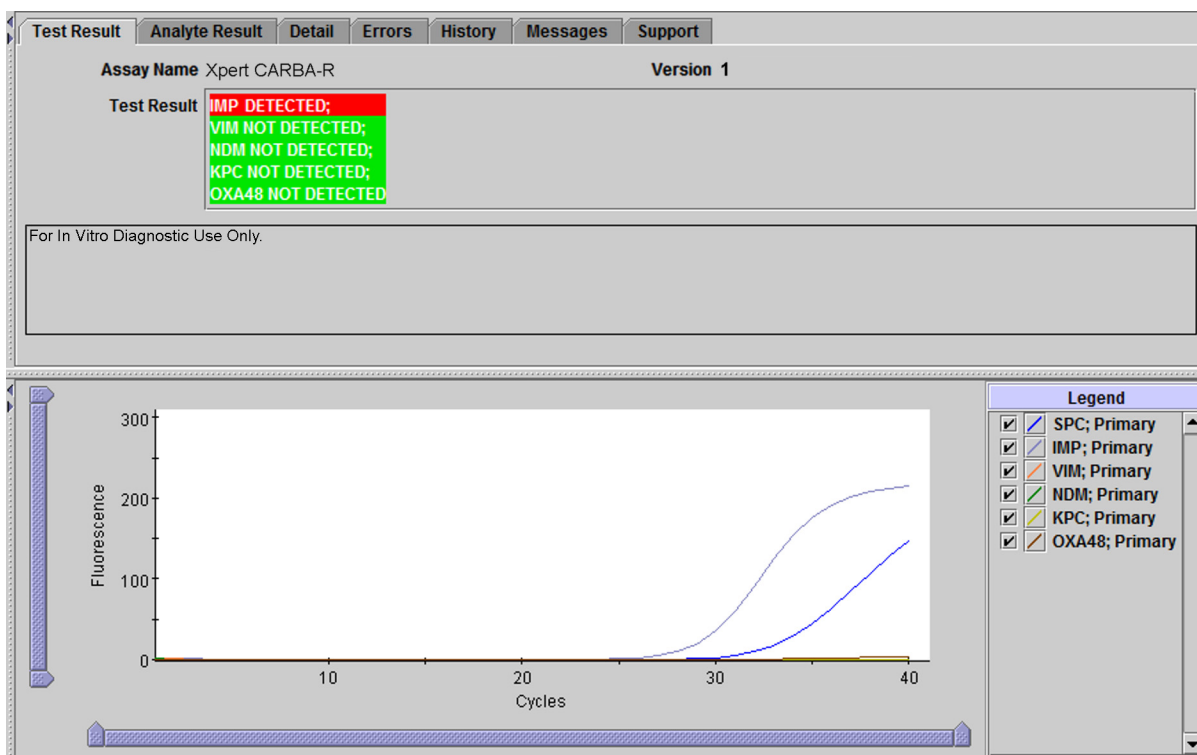 Test Result Analyte Result Detail Errors History Messages Support
Assay Name Xpert CARBA-R Version 1
Test Result IMP DETECTED;
VIM NOT DETECTED;
NDM NOT DETECTED;
KPC NOT DETECTED;
OXA48 NOT DETECTED
For In Vitro Diagnostic Use Only.
300
200
100
0
Fluorescence
10 20 30 40
Cycles
Legend
SPC; Primary
IMP; Primary
VIM; Primary
NDM; Primary
KPC; Primary
OXA48; Primary